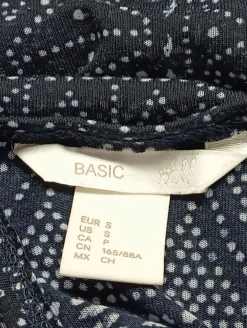 BASIC
EUR S
US S
CA P
CN 165/88A
MX CH